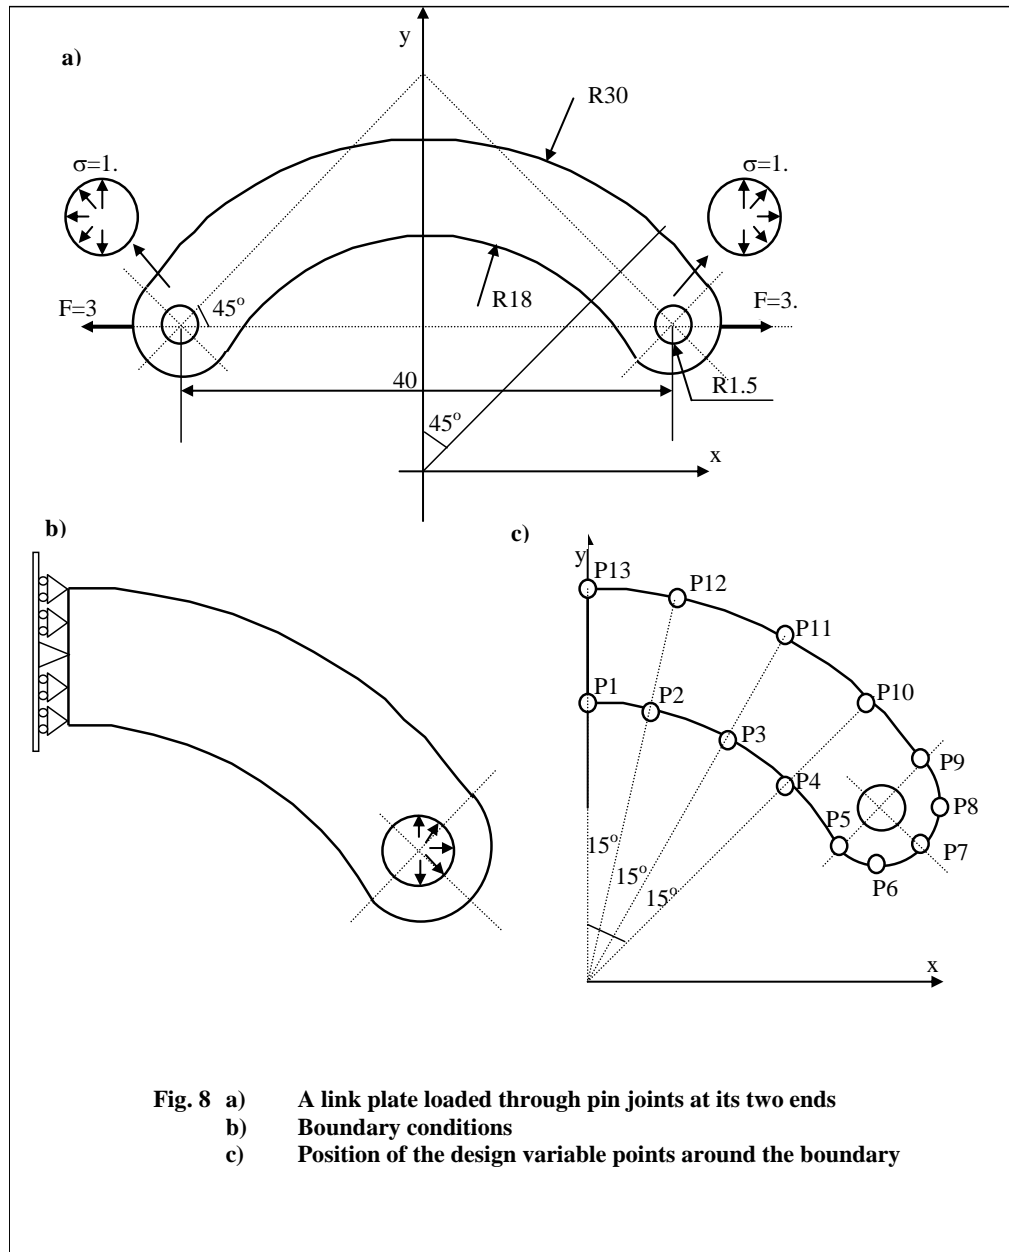 a)
y
R30
σ=1.
σ=1.
F=3
45°
R18
F=3.
40
R1.5
45°
x
b)
c)
y
P13
P12
P11
P1
P2
P10
P3
P4
P9
P8
P5
P7
P6
15°
15°
15°
x
Fig. 8 a) A link plate loaded through pin joints at its two ends
b) Boundary conditions
c) Position of the design variable points around the boundary